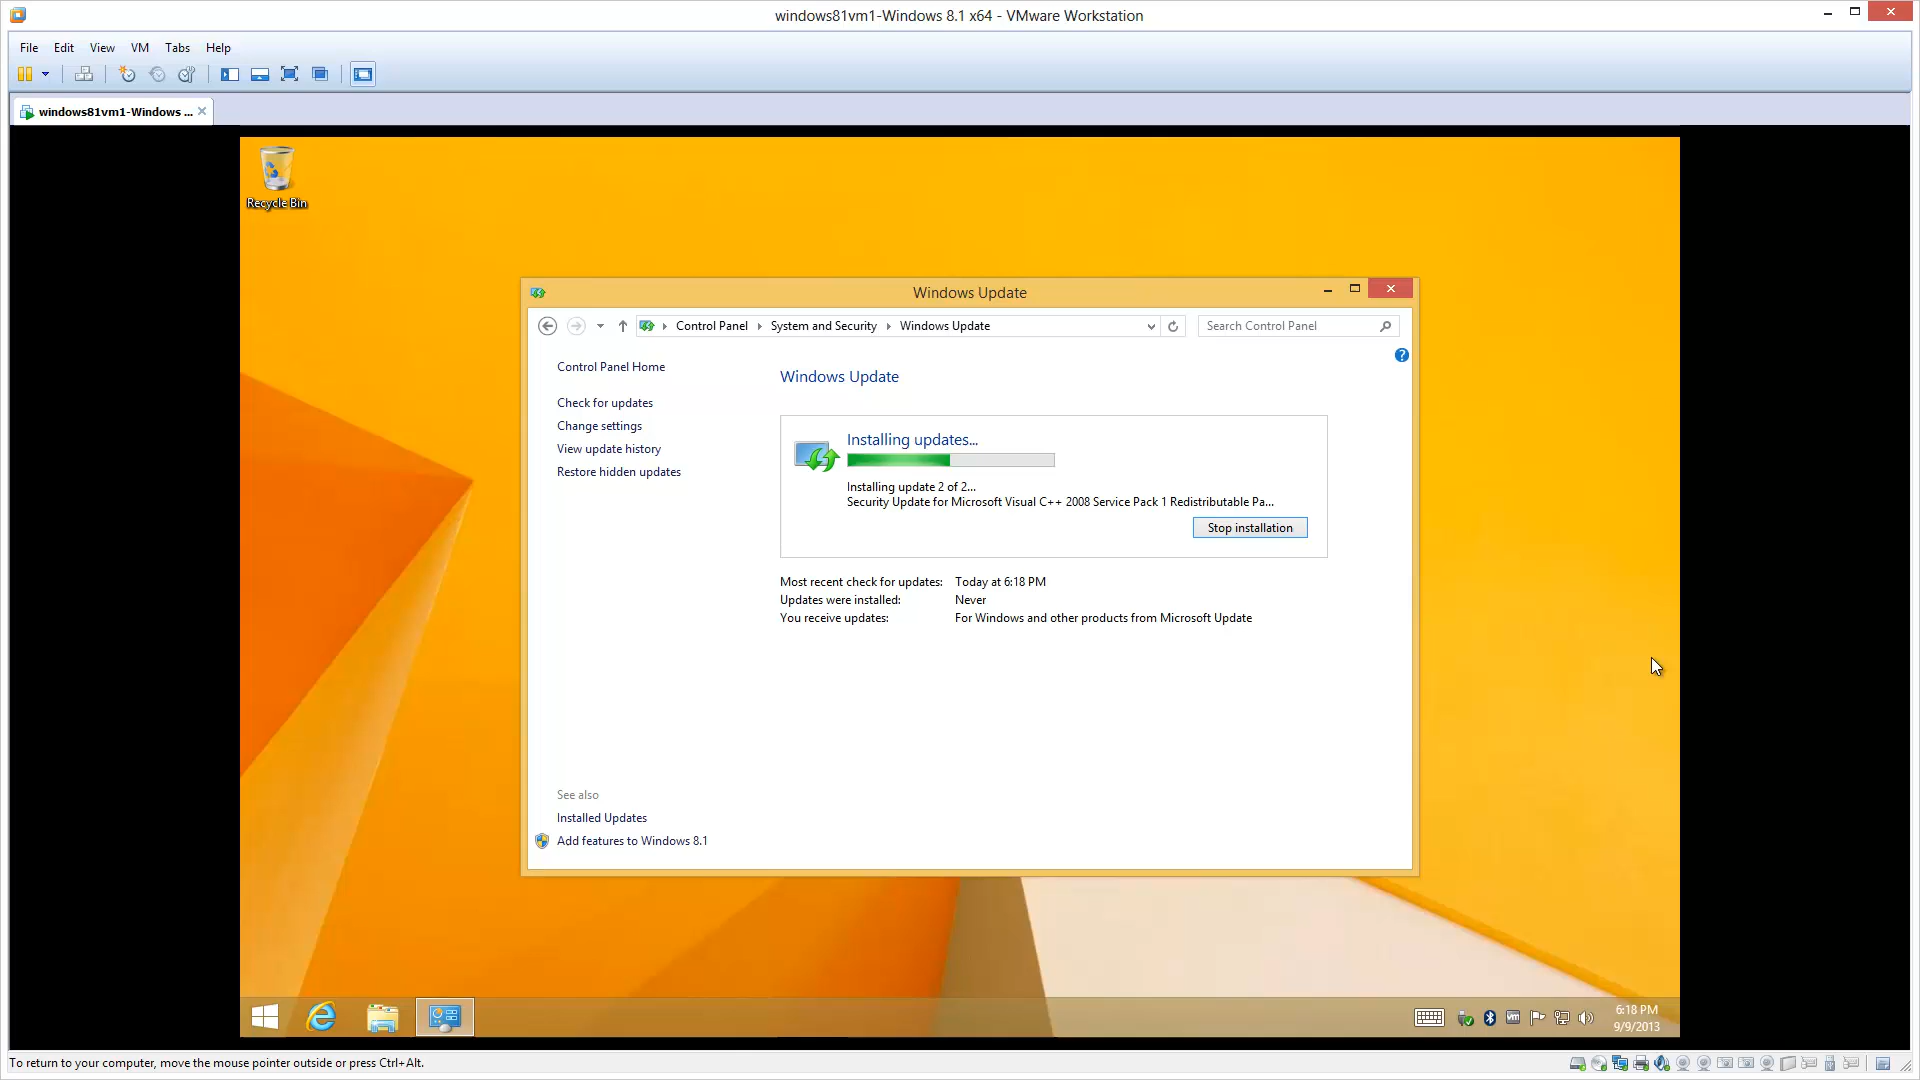 windows81vm1-Windows 8.1 x64 - VMware Workstation
File Edit View VM Tabs Help
windows81vm1-Windows ...
Recycle Bin
Windows Update
Control Panel System and Security Windows Update
Search Control Panel
Control Panel Home
Check for updates
Change settings
View update history
Restore hidden updates
Windows Update
Installing updates...
Installing update 2 of 2...
Security Update for Microsoft Visual C++ 2008 Service Pack 1 Redistributable Pa...
Stop installation
Most recent check for updates: Today at 6:18 PM
Updates were installed: Never
You receive updates: For Windows and other products from Microsoft Update
See also
Installed Updates
Add features to Windows 8.1
vm
6:18 PM
9/9/2013
To return to your computer, move the mouse pointer outside or press Ctrl+Alt.